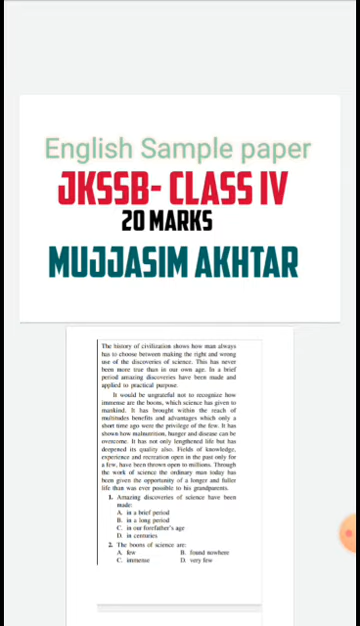 English Sample paper
JKSSB- CLASS IV
20 MARKS
MUJJASIM AKHTAR
The history of civilization shows how man always
has to choose between making the right and wrong
use of the discoveries of science. This has never
been more true than in our own age. In a brief
period amazing discoveries have been made and
applied to practical purpose.
It would be ungrateful not to recognize how
immense are the boons, which science has given to
mankind. It has brought within the reach of
multitudes benefits and advantages which only a
short time ago were the privilege of the few. It has
shown how malnutrition, hunger and disease can be
overcome. It has not only lengthened life but has
deepened its quality also. Fields of knowledge,
experience and recreation open in the past only for
a few, have been thrown open to millions. Through
the work of science the ordinary man today has
been given the opportunity of a longer and fuller
life than was ever possible to his grandparents.
1. Amazing discoveries of science have been
made:
A. in a brief period
B. in a long period
C. in our forefather's age
D. in centuries
2. The boons of science are:
A. few B. found nowhere
C. immense D. very few